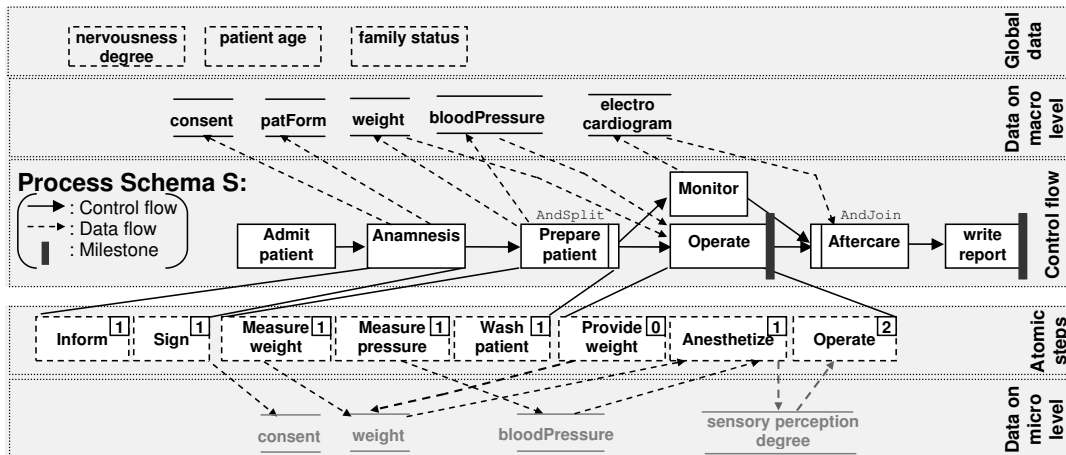 nervousness
degree
patient age
family status
Global
data
consent
patForm
weight
bloodPressure
electro
cardiogram
Data on
macro
level
Process Schema S:
: Control flow
: Data flow
: Milestone
Admit
patient
Anamnesis
AndSplit
Prepare
patient
Monitor
Operate
AndJoin
Aftercare
write
report
Control flow
Inform
1
Sign
1
Measure
weight
1
Measure
pressure
1
Wash
patient
1
Provide
weight
0
Anesthetize
1
Operate
2
Atomic
steps
consent
weight
bloodPressure
sensory perception
degree
Data on
micro
level